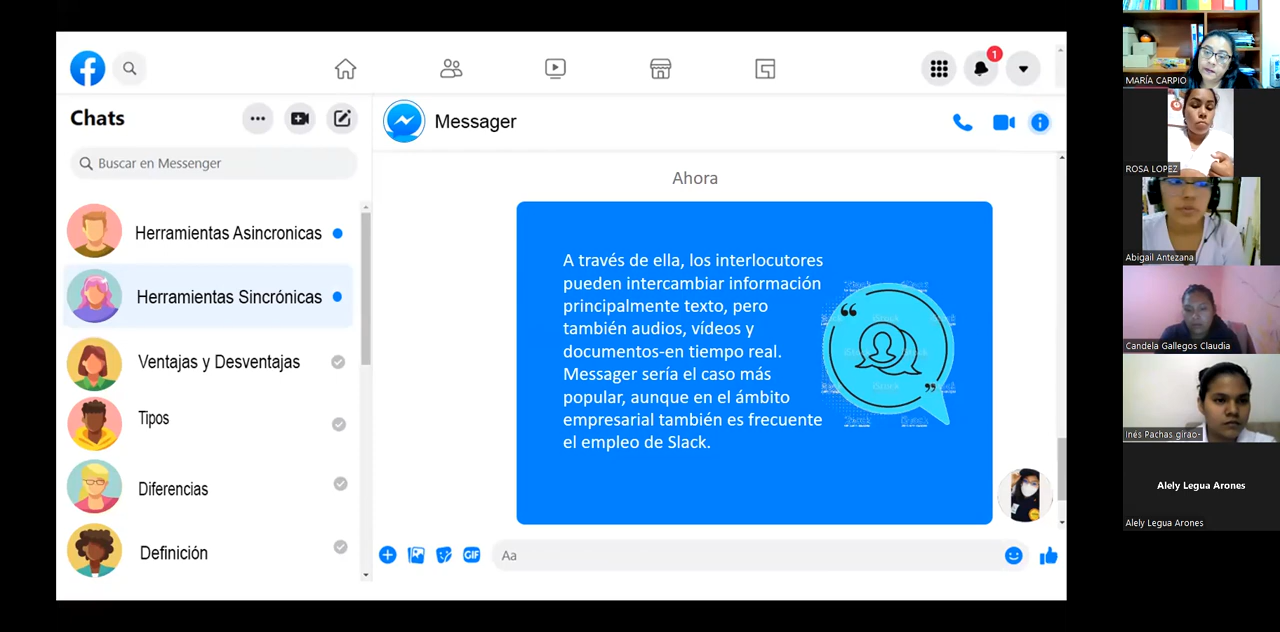 1
Chats
Buscar en Messenger
Herramientas Asincronicas
Herramientas Sincrónicas
Ventajas y Desventajas
Tipos
Diferencias
Definición
Messager
Ahora
A través de ella, los interlocutores
pueden intercambiar información
principalmente texto, pero
también audios, vídeos y
documentos-en tiempo real.
Messager sería el caso más
popular, aunque en el ámbito
empresarial también es frecuente
el empleo de Slack.
GIF
Aa
MARÍA CARPIO
ROSA LOPEZ
Abigail Antezana
Candela Gallegos Claudia
Inés Pachas girao-
Alely Legua Arones
Alely Legua Arones